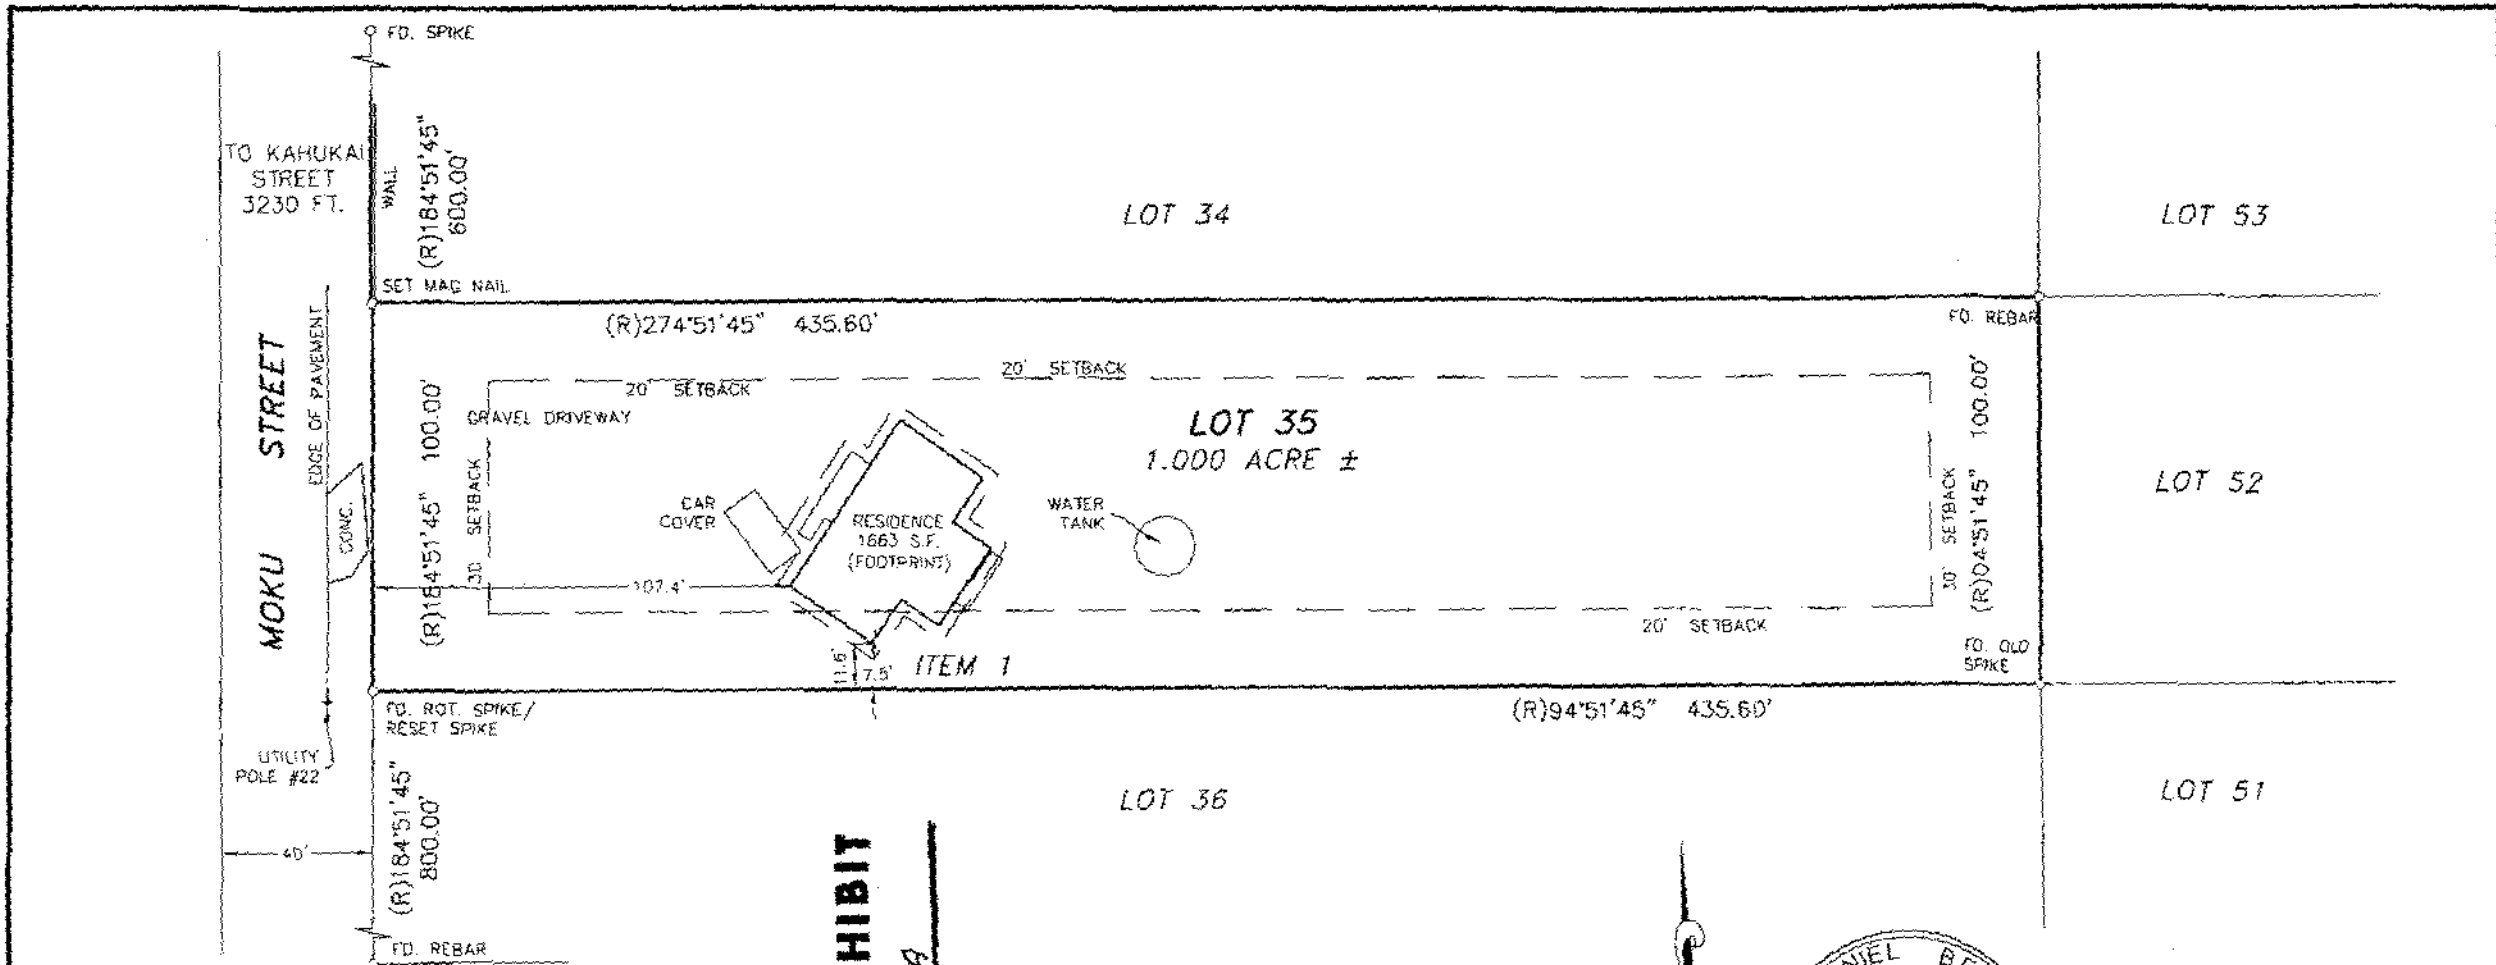 FD. SPIKE
TO KAHUKAI
STREET
3230 FT.
WALL
(R)184°51'45"
600.00'
LOT 34
LOT 53
SET MAG NAIL
(R)274°51'45" 435.60'
FD. REBAR
MOKU STREET
EDGE OF PAVEMENT
CONC.
(R)184°51'45" 100.00'
20' SETBACK
20' SETBACK
GRAVEL DRIVEWAY
30' SETBACK
LOT 35
1.000 ACRE ±
CAR
COVER
RESIDENCE
1663 S.F.
(FOOTPRINT)
WATER
TANK
30' SETBACK
(R)04°51'45" 100.00'
LOT 52
107.4'
20' SETBACK
11.6'
7.5'
ITEM 1
FD. OLD
SPIKE
FD. ROT. SPIKE/
RESET SPIKE
(R)94°51'45" 435.60'
UTILITY
POLE #22
LOT 36
LOT 51
40'
(R)184°51'45"
800.00'
HIBIT
FD. REBAR
NIEL